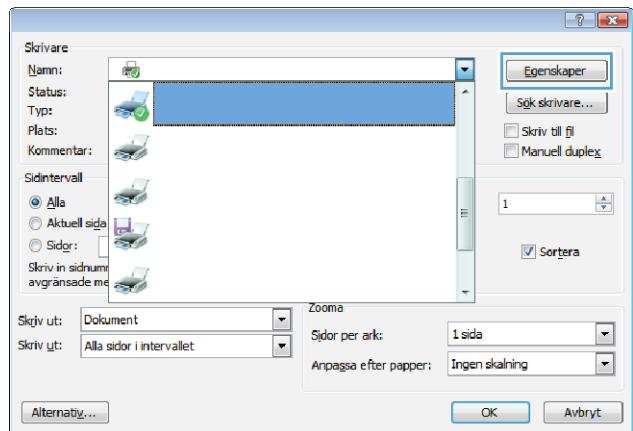 Skrivare
Namn:
Egenskaper
Status:
Sök skrivare...
Typ:
Plats:
Skriv till fil
Kommentar:
Manuell duplex
Sidintervall
Alla
1
Aktuell sida
Sidor:
Sortera
Skriv in sidnumr
avgränsade me
Zooma
Skriv ut: Dokument
Sidor per ark: 1 sida
Skriv ut: Alla sidor i intervallet
Anpassa efter papper: Ingen skalning
Alternativ...
OK
Avbryt